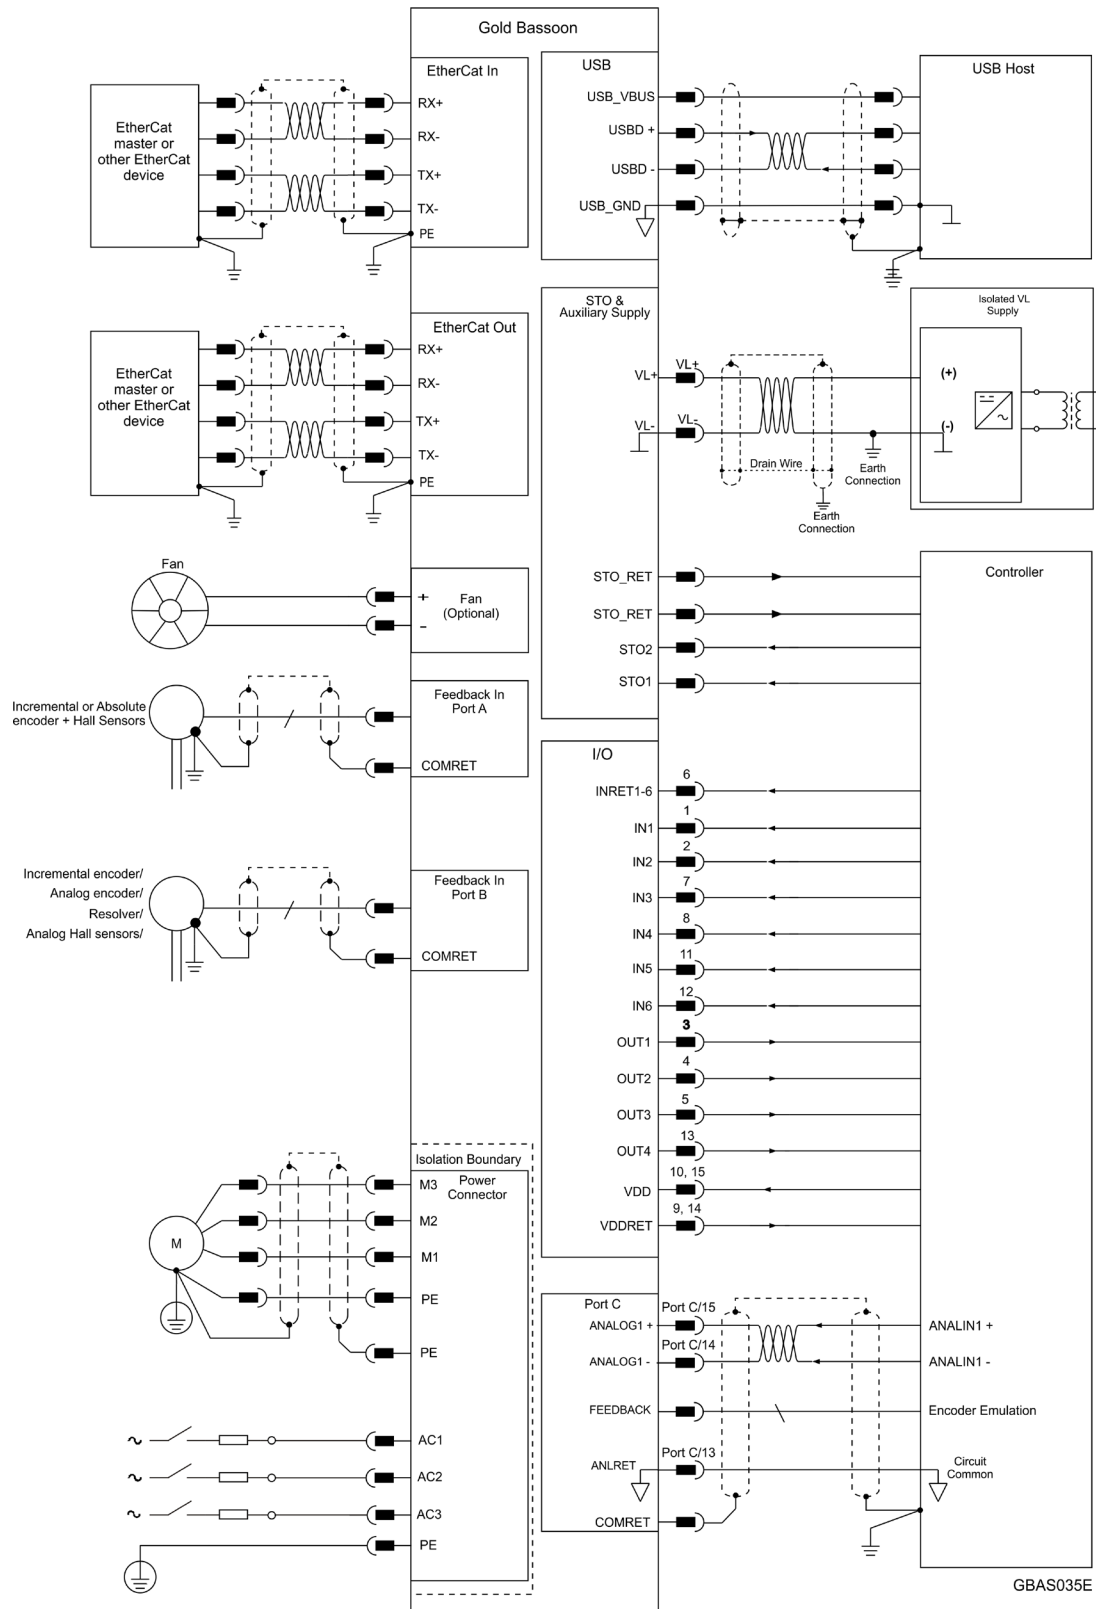 Gold Bassoon
EtherCat In
EtherCat
master or
other EtherCat
device
RX+
RX-
TX+
TX-
PE
USB
USB_VBUS
USBD +
USBD -
USB_GND
USB Host
EtherCat Out
EtherCat
master or
other EtherCat
device
RX+
RX-
TX+
TX-
PE
STO &
Auxiliary Supply
VL+
VL+
VL-
VL-
Drain Wire
Earth
Connection
Earth
Connection
Isolated VL
Supply
(+)
(-)
Fan
+
-
Fan
(Optional)
STO_RET
STO_RET
STO2
STO1
Controller
Incremental or Absolute
encoder + Hall Sensors
Feedback In
Port A
COMRET
Incremental encoder/
Analog encoder/
Resolver/
Analog Hall sensors/
Feedback In
Port B
COMRET
I/O
INRET1-6
6
IN1
1
IN2
2
IN3
7
IN4
8
IN5
11
IN6
12
OUT1
3
OUT2
4
OUT3
5
OUT4
13
VDD
10, 15
VDDRET
9, 14
Isolation Boundary
Power
Connector
M
M3
M2
M1
PE
PE
AC1
AC2
AC3
PE
Port C
ANALOG1 +
Port C/15
ANALIN1 +
ANALOG1 -
Port C/14
ANALIN1 -
FEEDBACK
Encoder Emulation
ANLRET
Port C/13
Circuit
Common
COMRET
GBAS035E